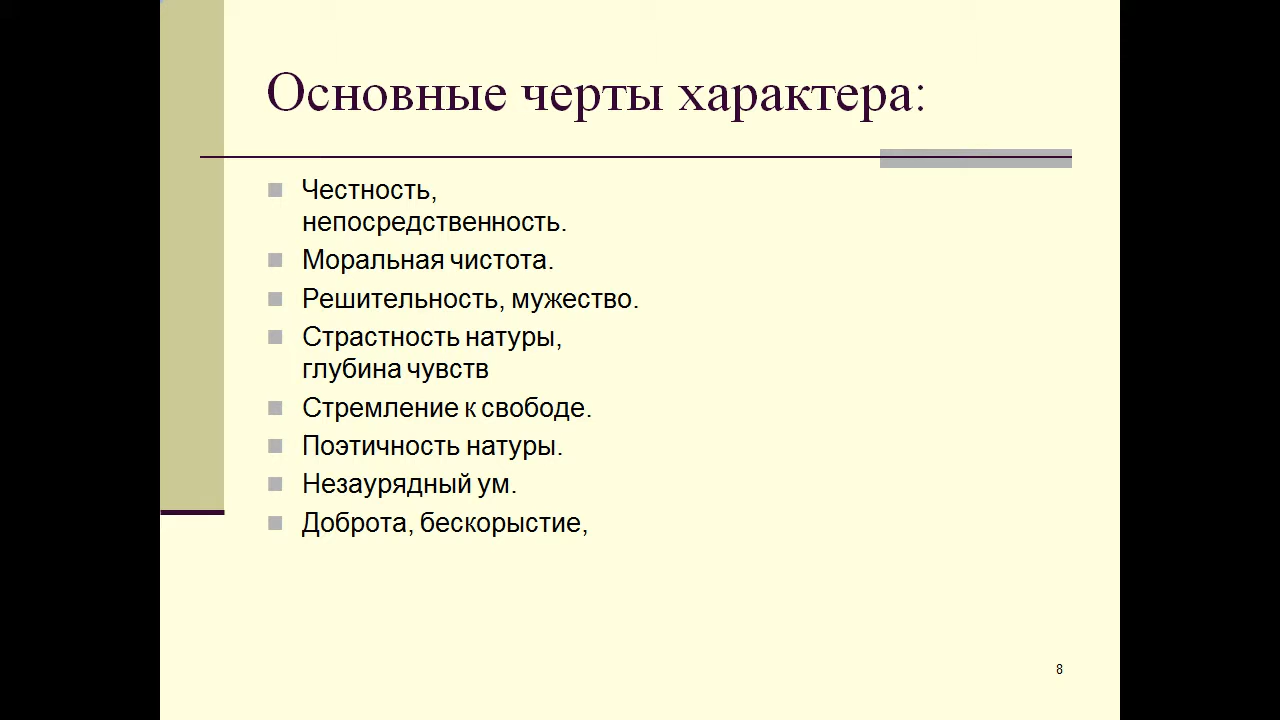 Основные черты характера:
Честность,
непосредственность.
Моральная чистота.
Решительность, мужество.
Страстность натуры,
глубина чувств
Стремление к свободе.
Поэтичность натуры.
Незаурядный ум.
Доброта, бескорыстие,
8